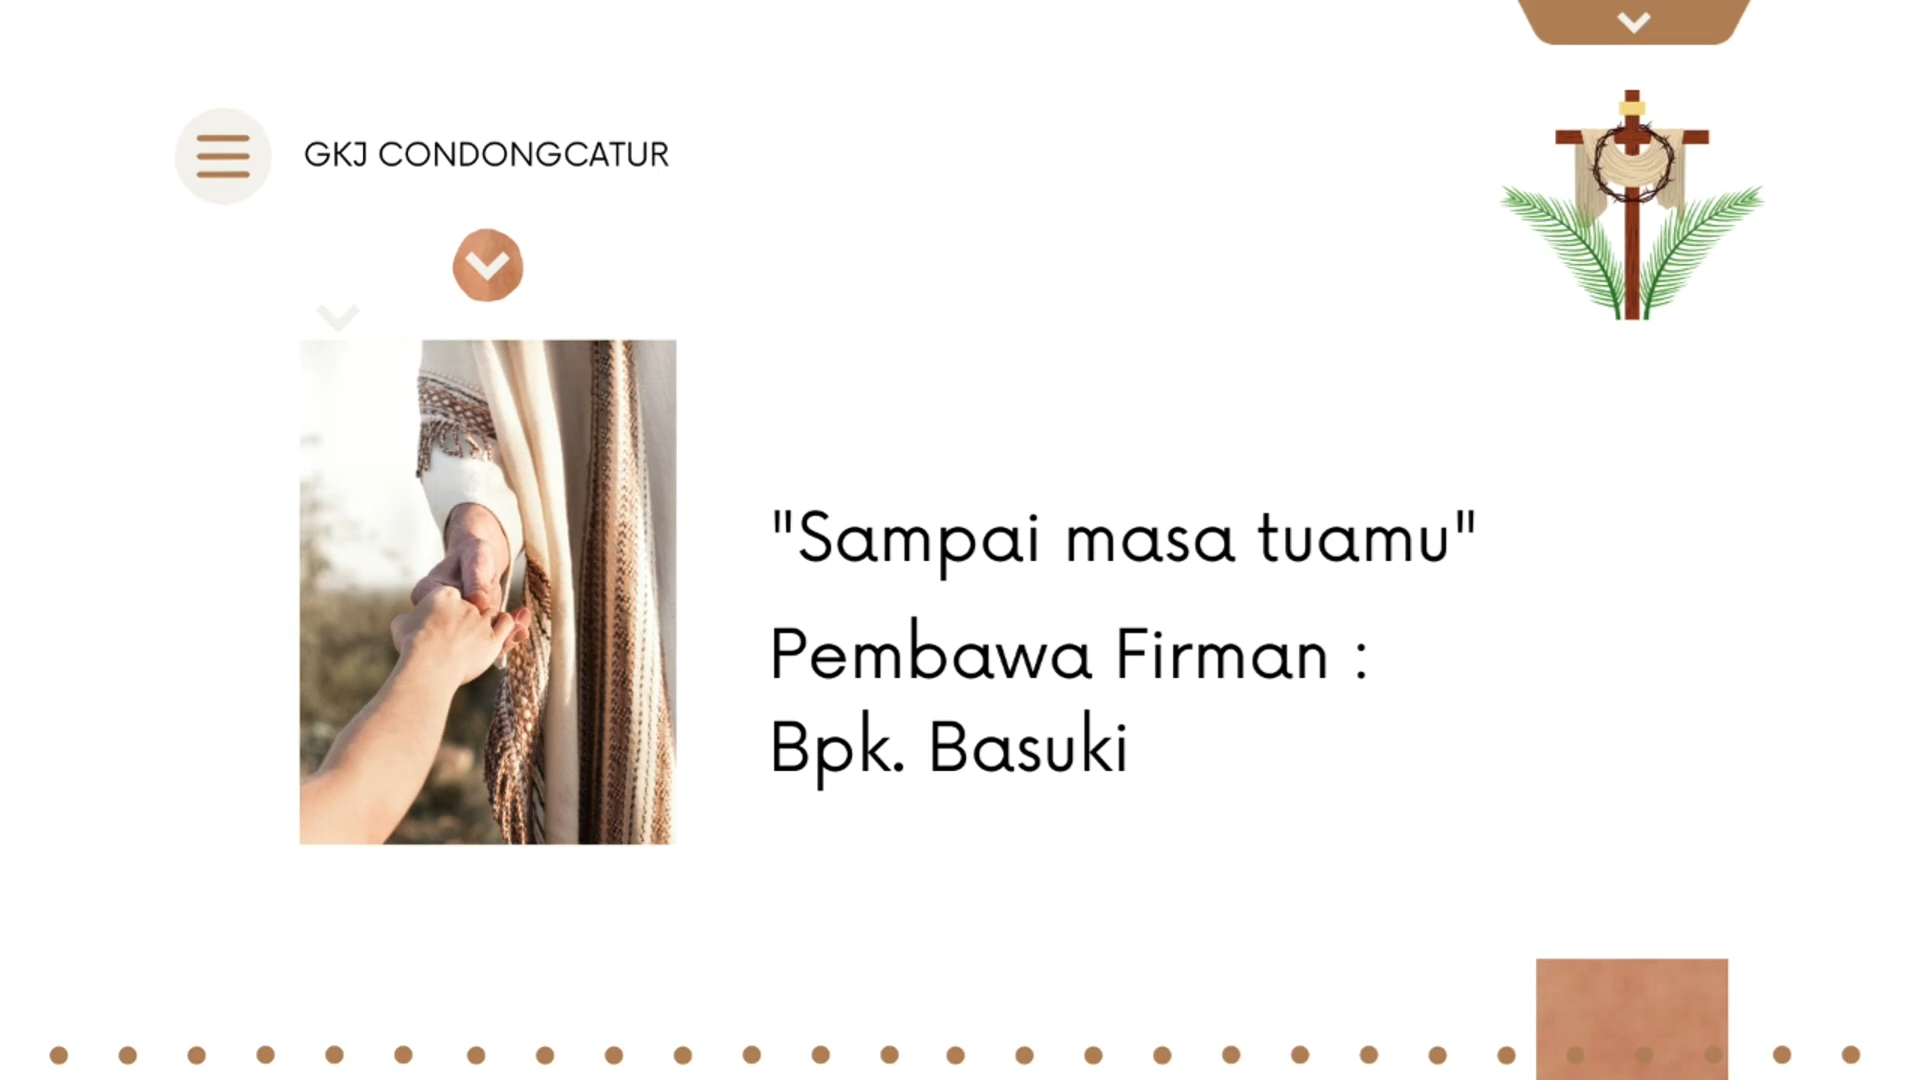 GKJ CONDONGCATUR
"Sampai masa tuamu"
Pembawa Firman :
Bpk. Basuki